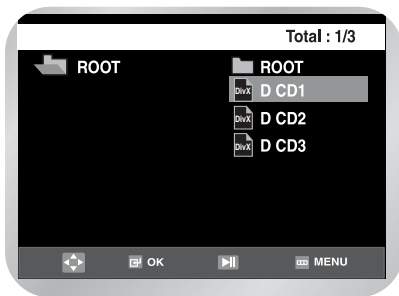 Total : 1/3
ROOT
ROOT
DivX D CD1
DivX D CD2
DivX D CD3
OK
MENU